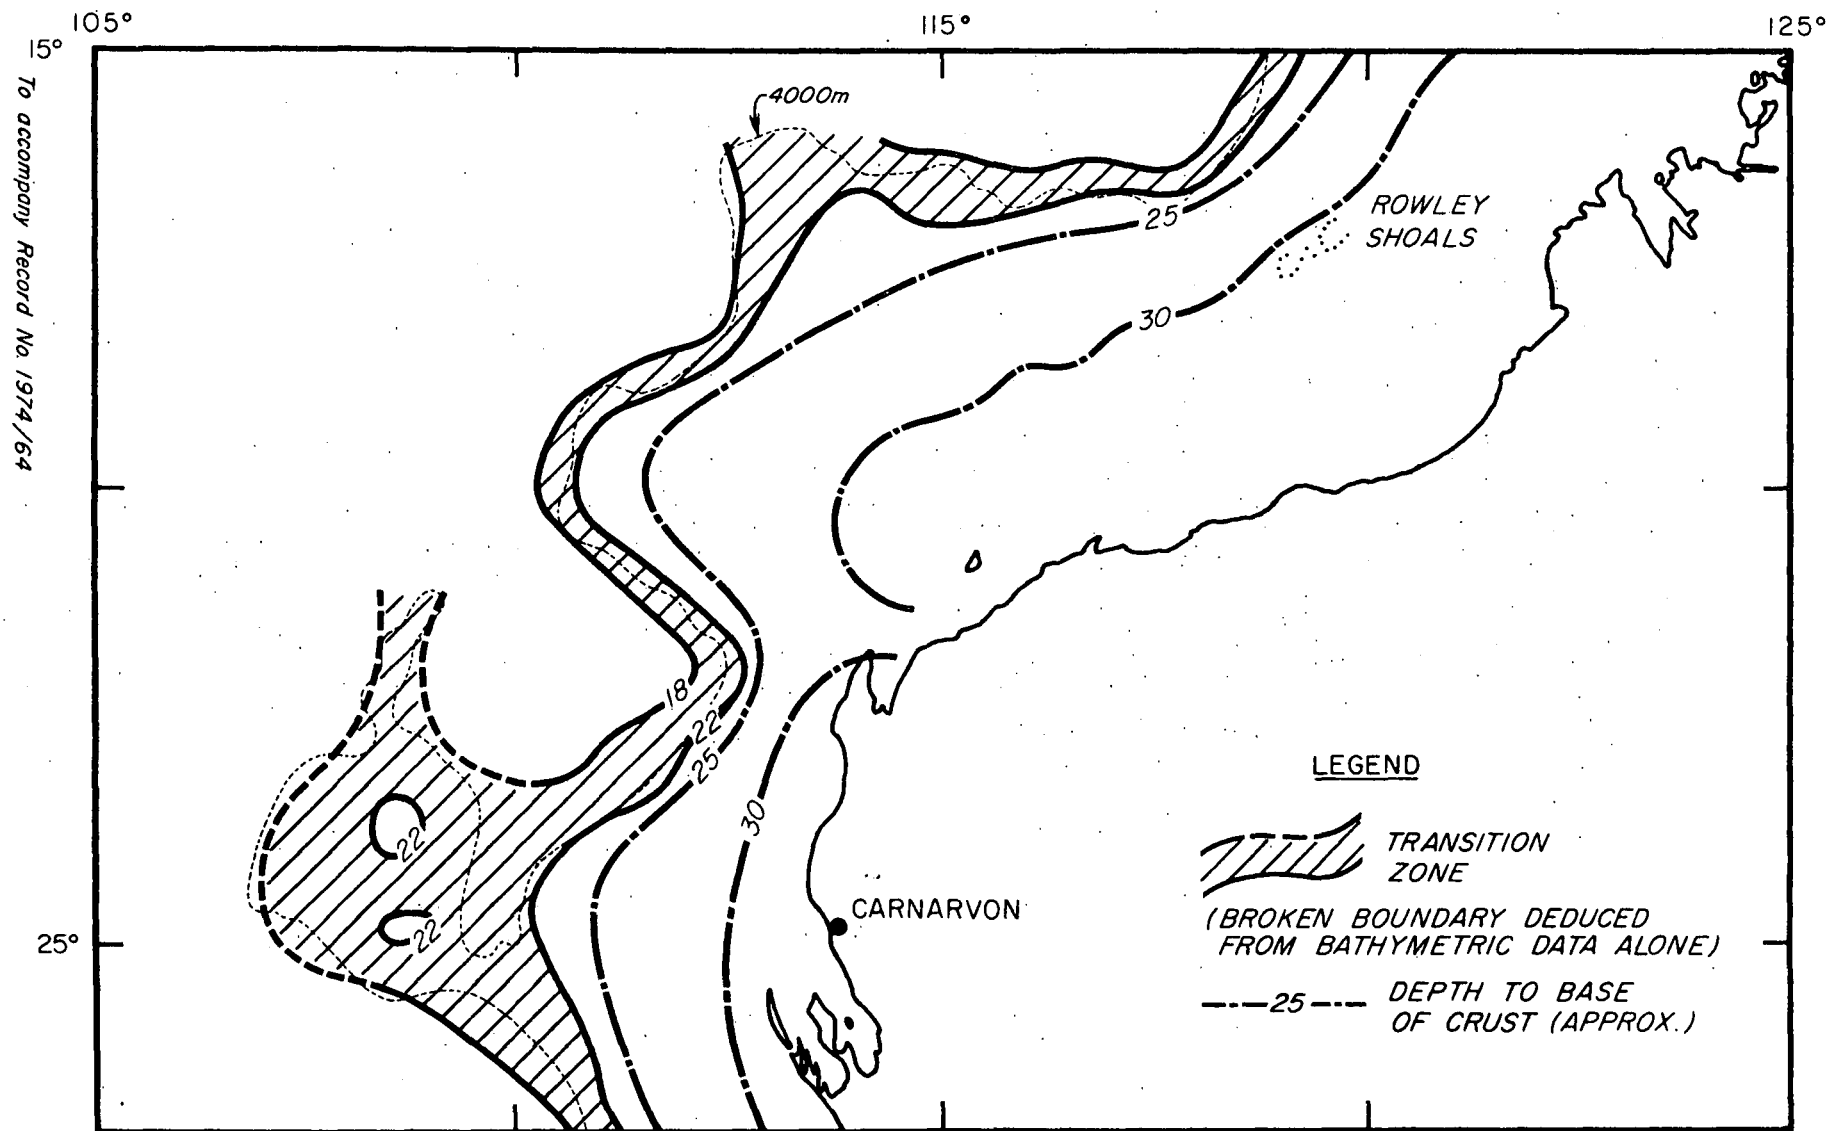 105°
115°
125°
15°
To accompany Record No. 1974/64
4000m
ROWLEY
SHOALS
25
30
18
22
25
30
22
22
25°
CARNARVON
LEGEND
TRANSITION
ZONE
(BROKEN BOUNDARY DEDUCED
FROM BATHYMETRIC DATA ALONE)
25
DEPTH TO BASE
OF CRUST (APPROX.)